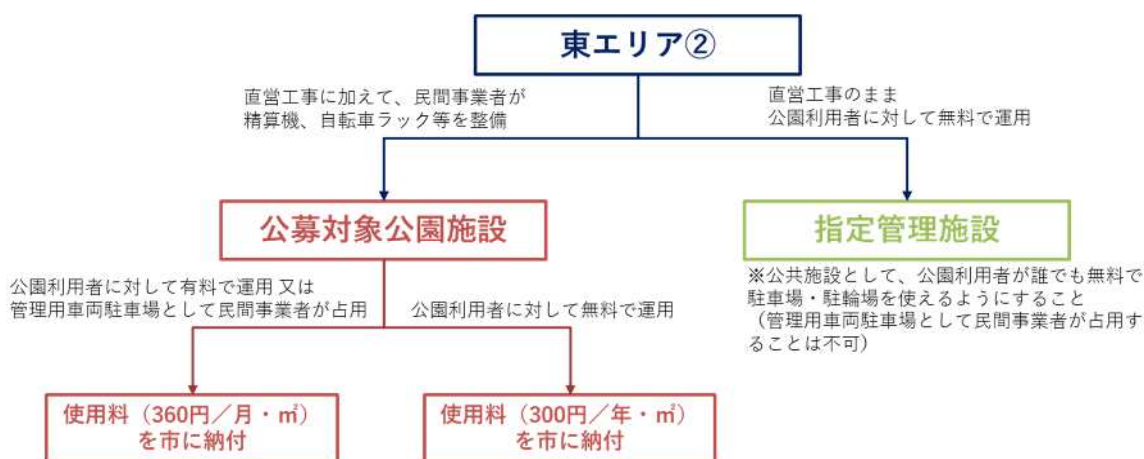 東エリア②
直営工事に加えて、民間事業者が
精算機、自転車ラック等を整備
直営工事のまま
公園利用者に対して無料で運用
公募対象公園施設
指定管理施設
公園利用者に対して有料で運用 又は
管理用車両駐車場として民間事業者が占用
公園利用者に対して無料で運用
※公共施設として、公園利用者が誰でも無料で
駐車場・駐輪場を使えるようにすること
（管理用車両駐車場として民間事業者が占用す
ることは不可）
使用料（360円／月・㎡）
を市に納付
使用料（300円／年・㎡）
を市に納付